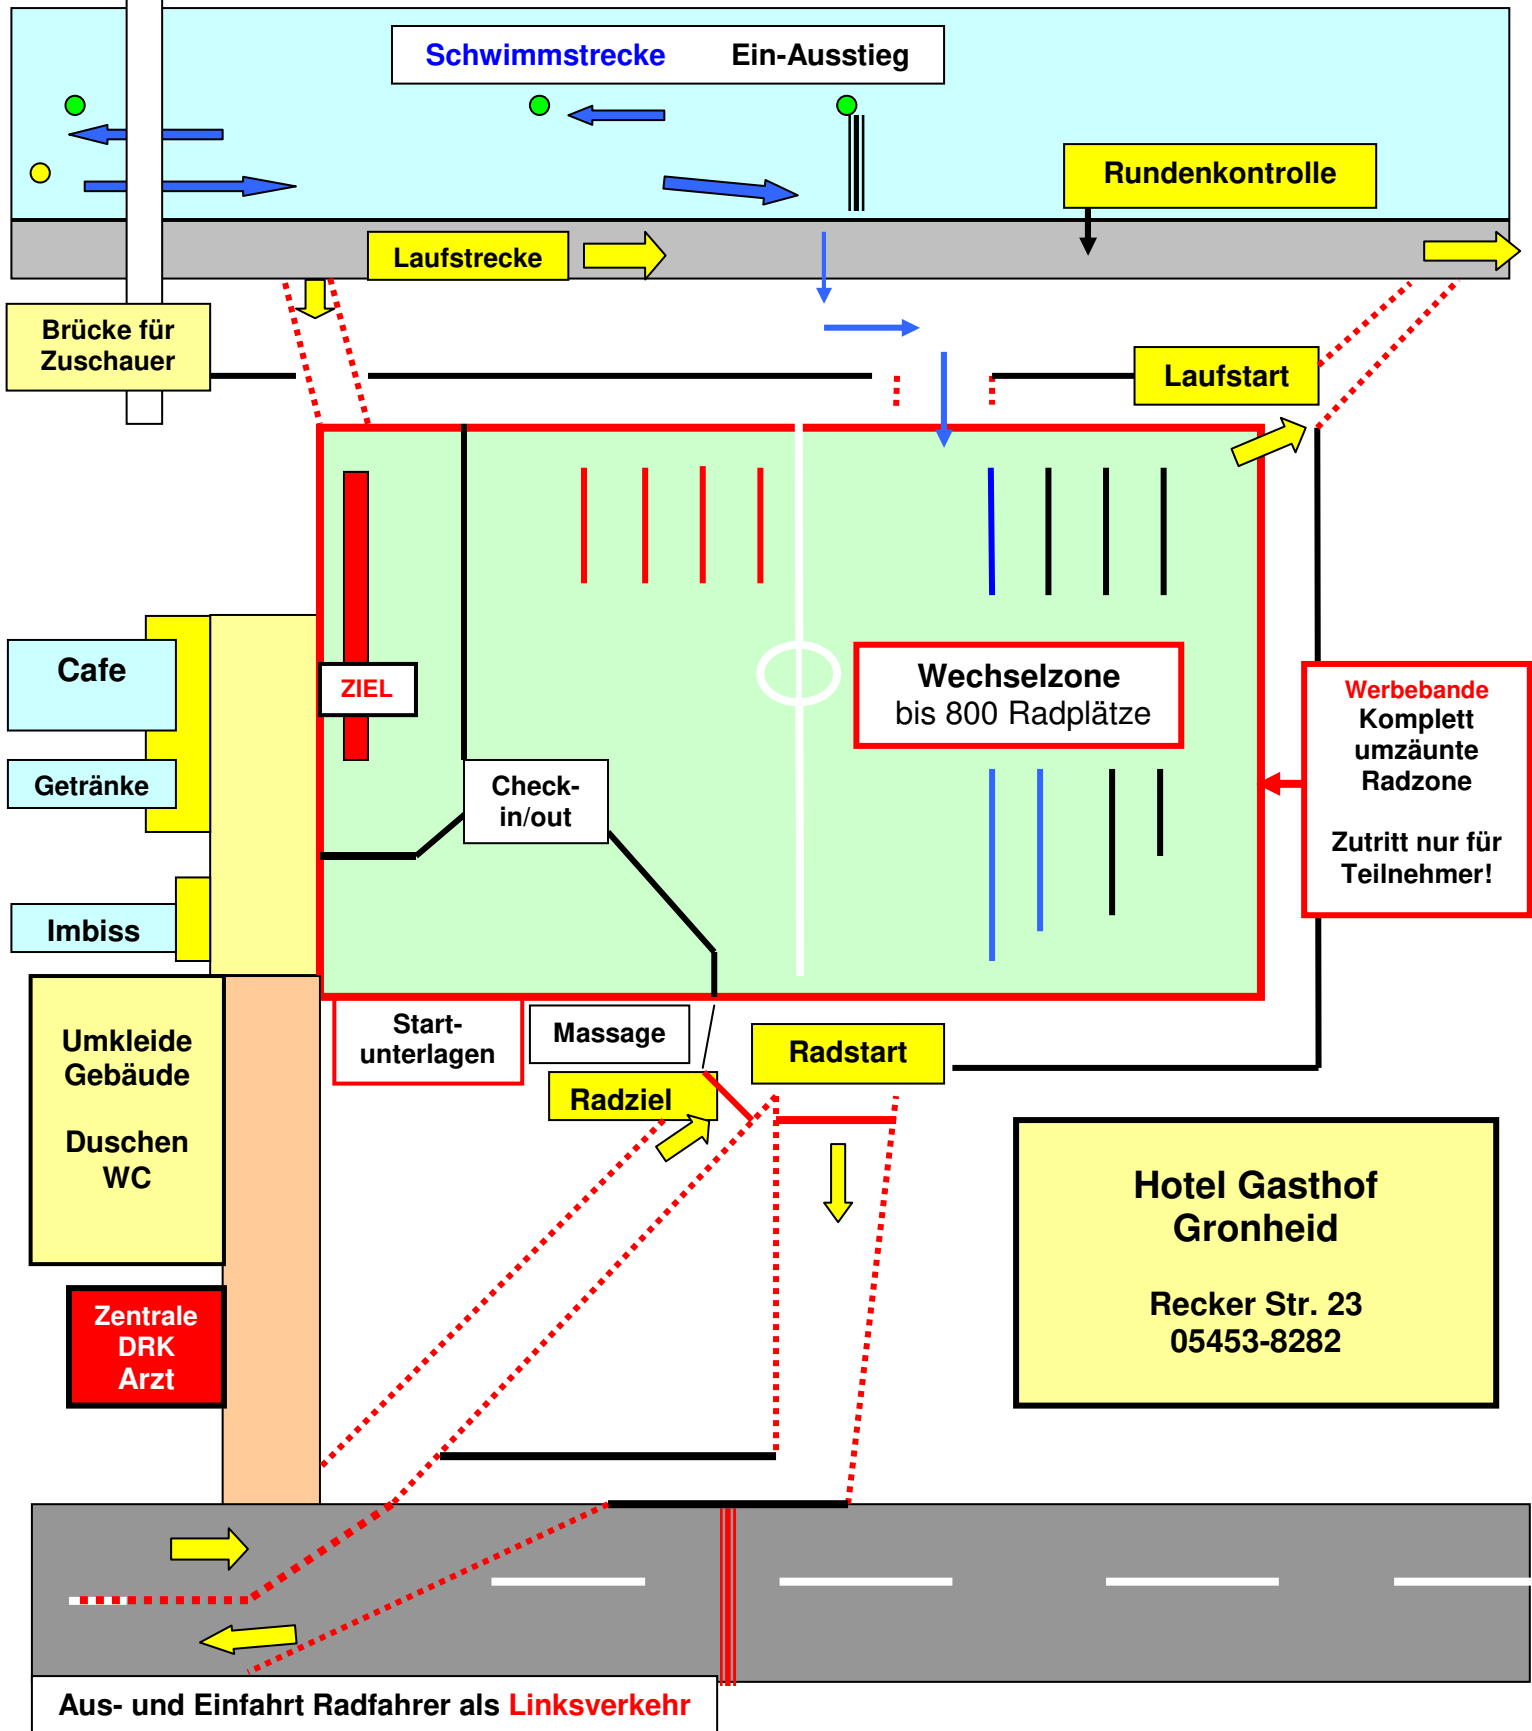 Schwimmstrecke Ein-Ausstieg
Rundenkontrolle
Laufstrecke
Brücke für
Zuschauer
Laufstart
Cafe
ZIEL
Wechselzone
bis 800 Radplätze
Werbebande
Komplett
umzäunte
Radzone
Zutritt nur für
Teilnehmer!
Getränke
Check-
in/out
Imbiss
Umkleide
Gebäude
Duschen
WC
Start-
unterlagen
Massage
Radstart
Radziel
Hotel Gasthof
Gronheid
Recker Str. 23
05453-8282
Zentrale
DRK
Arzt
Aus- und Einfahrt Radfahrer als Linksverkehr